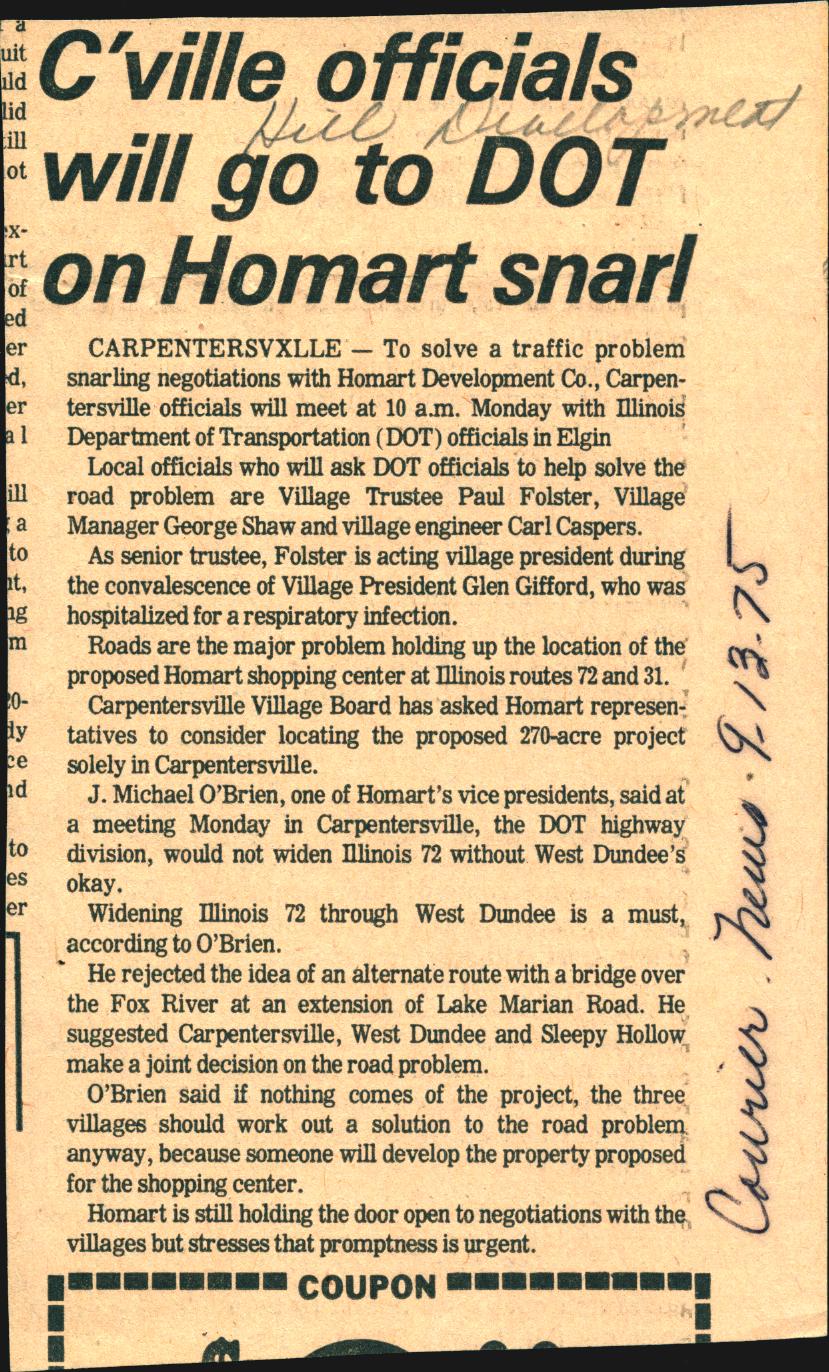 C'ville officials
Hill Development
will go to DOT
on Homart snarl
CARPENTERSVXLLE — To solve a traffic problem
snarling negotiations with Homart Development Co., Carpen-
tersville officials will meet at 10 a.m. Monday with Illinois
Department of Transportation (DOT) officials in Elgin
Local officials who will ask DOT officials to help solve the
road problem are Village Trustee Paul Folster, Village
Manager George Shaw and village engineer Carl Caspers.
As senior trustee, Folster is acting village president during
the convalescence of Village President Glen Gifford, who was
hospitalized for a respiratory infection.
Roads are the major problem holding up the location of the
proposed Homart shopping center at Illinois routes 72 and 31.
Carpentersville Village Board has asked Homart represen-
tatives to consider locating the proposed 270-acre project
solely in Carpentersville.
J. Michael O'Brien, one of Homart's vice presidents, said at
a meeting Monday in Carpentersville, the DOT highway
division, would not widen Illinois 72 without West Dundee's
okay.
Widening Illinois 72 through West Dundee is a must,
according to O'Brien.
He rejected the idea of an alternate route with a bridge over
the Fox River at an extension of Lake Marian Road. He
suggested Carpentersville, West Dundee and Sleepy Hollow
make a joint decision on the road problem.
O'Brien said if nothing comes of the project, the three
villages should work out a solution to the road problem
anyway, because someone will develop the property proposed
for the shopping center.
Homart is still holding the door open to negotiations with the
villages but stresses that promptness is urgent.
COUPON
Courier. News. 9-13-75